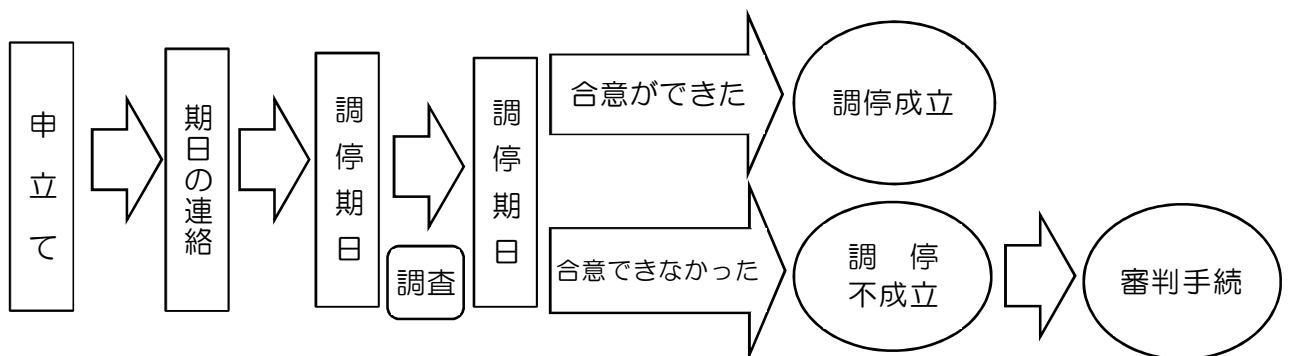 申立て
期日の連絡
調停期日
調査
調停期日
合意ができた
調停成立
合意できなかった
調　停
不成立
審判手続